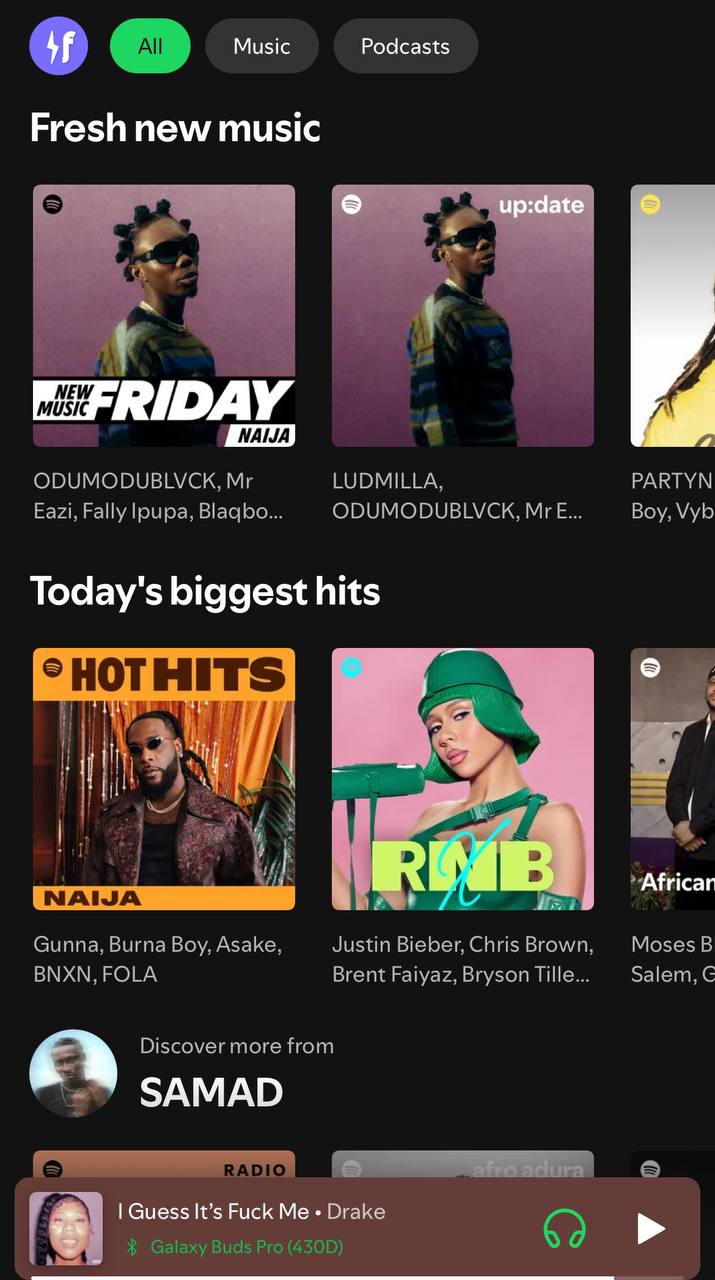 All
Music
Podcasts
Fresh new music
NEW
MUSIC
FRIDAY
NAIJA
up:date
ODUMODUBLVCK, Mr
Eazi, Fally Ipupa, Blaqbo...
LUDMILLA,
ODUMODUBLVCK, Mr E...
PARTYN
Boy, Vyb
Today's biggest hits
HOT HITS
NAIJA
RNB
X
African
Gunna, Burna Boy, Asake,
BNXN, FOLA
Justin Bieber, Chris Brown,
Brent Faiyaz, Bryson Tille...
Moses B
Salem, G
Discover more from
SAMAD
RADIO
afro adura
I Guess It's Fuck Me • Drake
Galaxy Buds Pro (430D)